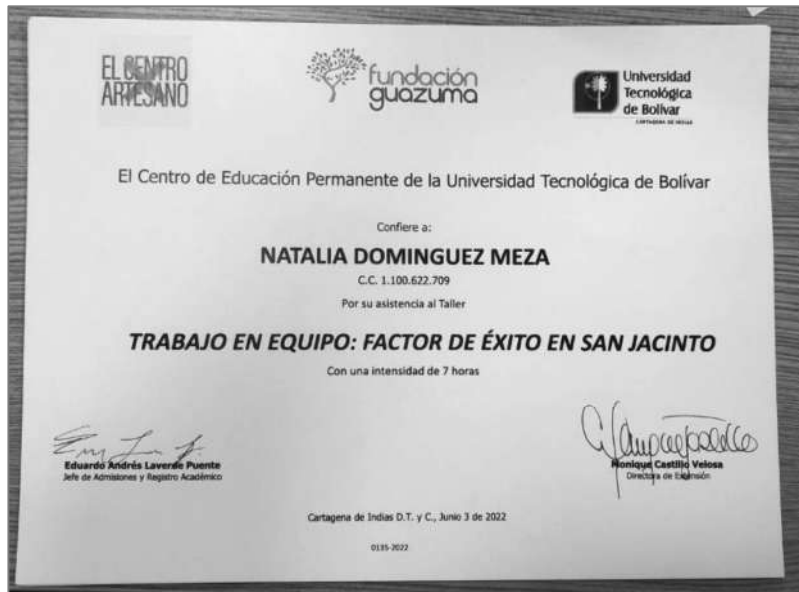 EL CENTRO
ARTESANO
fundación
guazuma
Universidad
Tecnológica
de Bolívar
CARTAGENA DE INDIAS
El Centro de Educación Permanente de la Universidad Tecnológica de Bolívar
Confiere a:
NATALIA DOMINGUEZ MEZA
C.C. 1.100.622.709
Por su asistencia al Taller
TRABAJO EN EQUIPO: FACTOR DE ÉXITO EN SAN JACINTO
Con una intensidad de 7 horas
Eduardo Andrés Laverde Puente
Jefe de Admisiones y Registro Académico
Monique Castillo Velosa
Directora de Extensión
Cartagena de Indias D.T. y C., Junio 3 de 2022
0135-2022